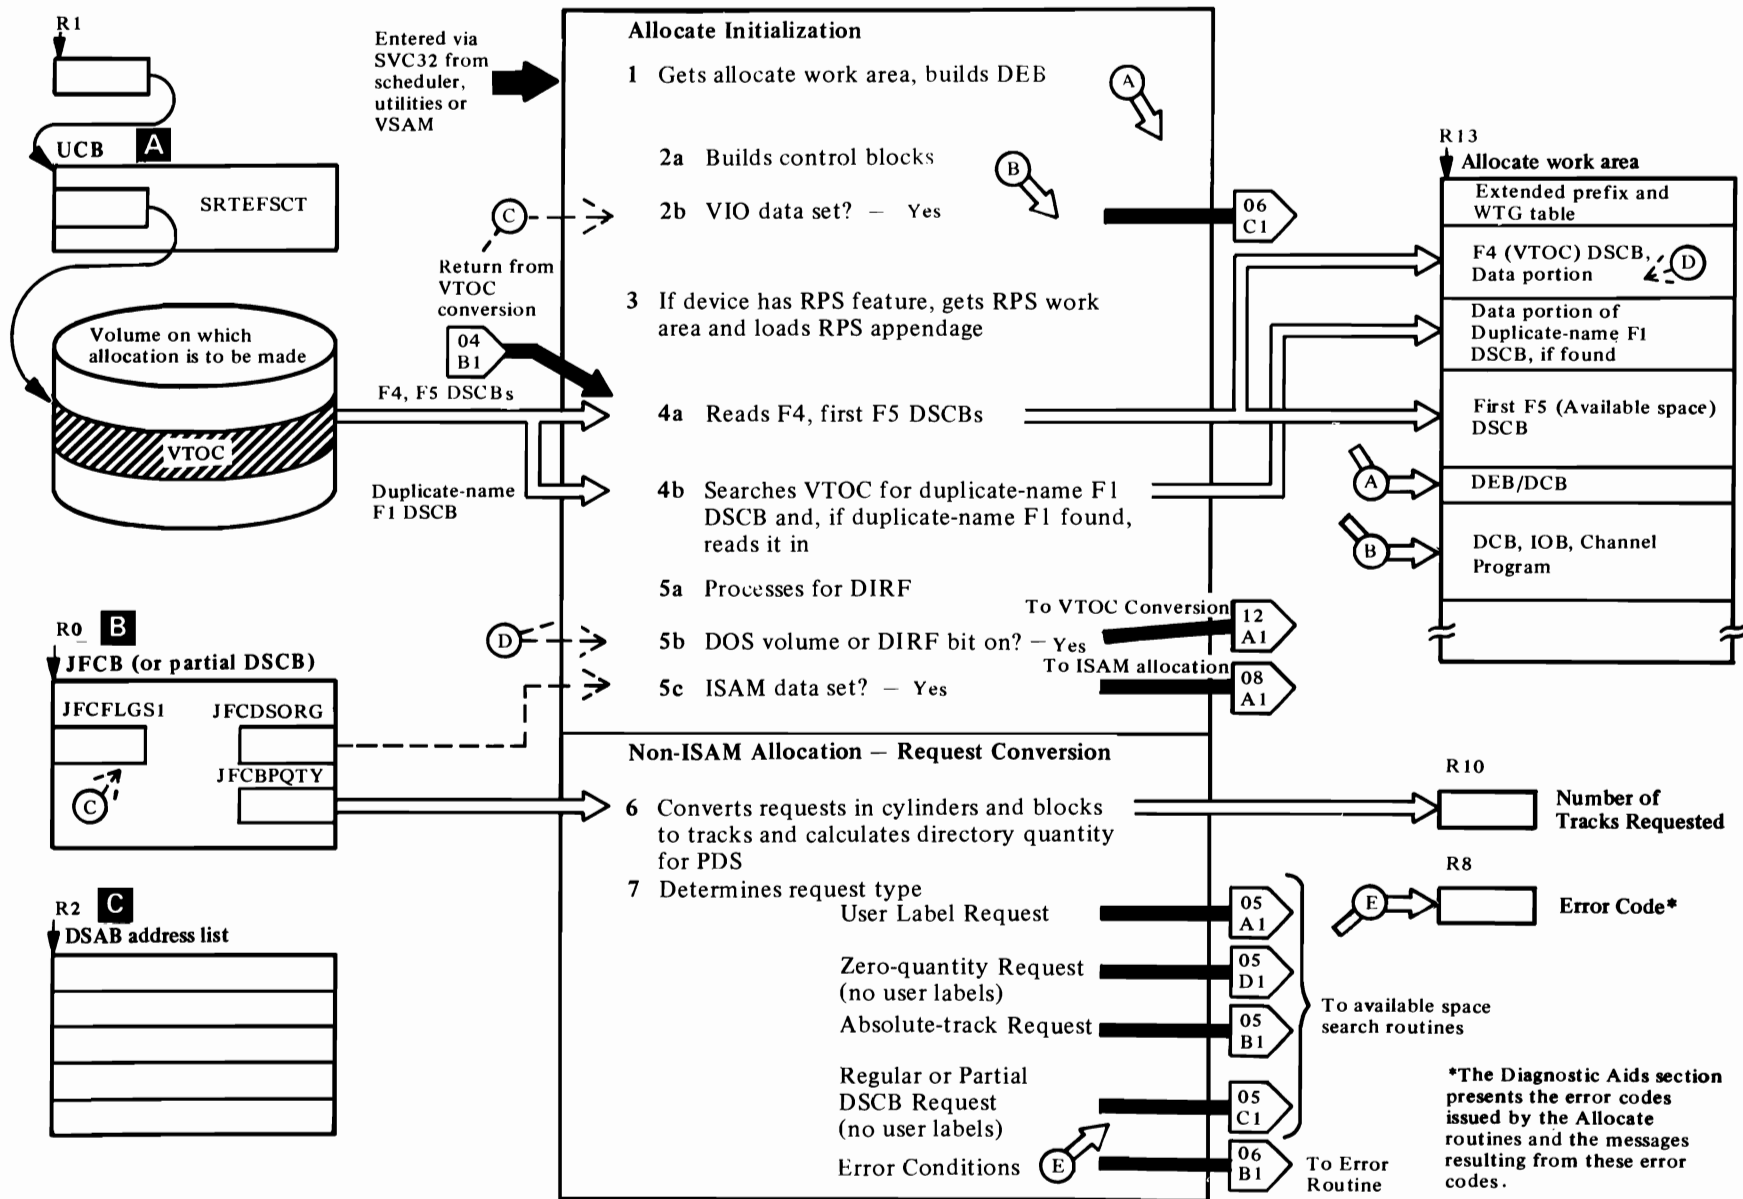 R1
UCB A
SRTEFSCT
Volume on which
allocation is to be made
VTOC
F4, F5 DSCBs
Duplicate-name
F1 DSCB
R0 B
JFCB (or partial DSCB)
JFCFLGS1 JFCDSORG
JFCBPQTY
C
R2 C
DSAB address list
Entered via
SVC32 from
scheduler,
utilities or
VSAM
C
Return from
VTOC
conversion
04
B1
D
Allocate Initialization
1 Gets allocate work area, builds DEB
A
2a Builds control blocks
B
2b VIO data set? — Yes
06
C1
3 If device has RPS feature, gets RPS work
area and loads RPS appendage
4a Reads F4, first F5 DSCBs
4b Searches VTOC for duplicate-name F1
DSCB and, if duplicate-name F1 found,
reads it in
5a Processes for DIRF
To VTOC Conversion
5b DOS volume or DIRF bit on? — Yes
12
A1
To ISAM allocation
5c ISAM data set? — Yes
08
A1
Non-ISAM Allocation — Request Conversion
6 Converts requests in cylinders and blocks
to tracks and calculates directory quantity
for PDS
7 Determines request type
User Label Request
05
A1
Zero-quantity Request
(no user labels)
05
D1
Absolute-track Request
05
B1
Regular or Partial
DSCB Request
(no user labels)
05
C1
Error Conditions E
06
B1
To available space
search routines
To Error
Routine
R13
Allocate work area
Extended prefix and
WTG table
F4 (VTOC) DSCB,
Data portion
D
Data portion of
Duplicate-name F1
DSCB, if found
First F5 (Available space)
DSCB
A
DEB/DCB
B
DCB, IOB, Channel
Program
R10
Number of
Tracks Requested
R8
E
Error Code*
*The Diagnostic Aids section
presents the error codes
issued by the Allocate
routines and the messages
resulting from these error
codes.